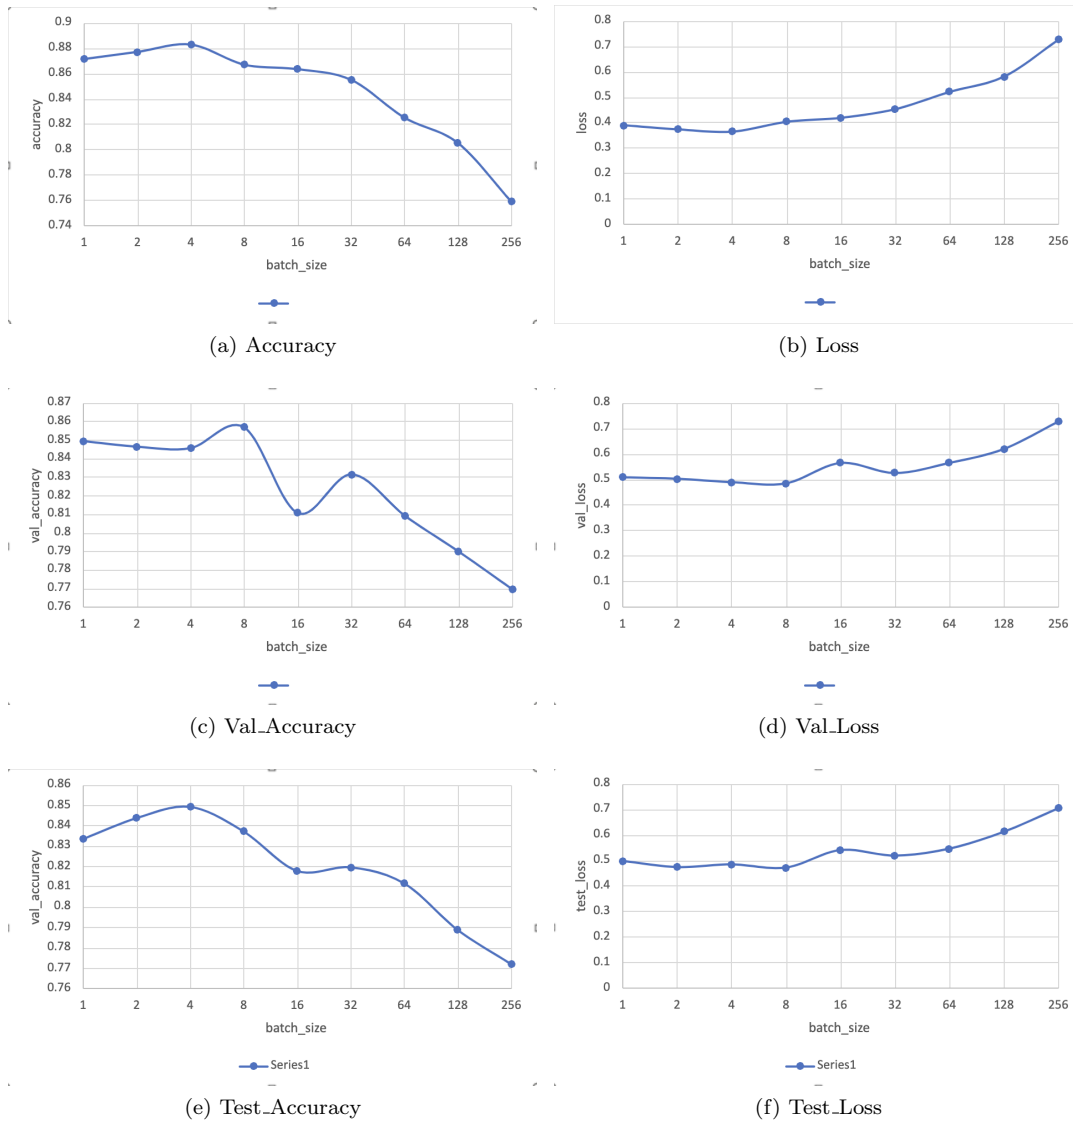 0.9
0.88
0.86
0.84
0.82
0.8
0.78
0.76
0.74
accuracy
1 2 4 8 16 32 64 128 256
batch_size
(a) Accuracy
0.8
0.7
0.6
0.5
0.4
0.3
0.2
0.1
0
loss
1 2 4 8 16 32 64 128 256
batch_size
(b) Loss
0.87
0.86
0.85
0.84
0.83
0.82
0.81
0.8
0.79
0.77
0.76
val_accuracy
1 2 4 8 16 32 64 128 256
batch_size
(c) Val_Accuracy
0.8
0.7
0.6
0.5
0.4
0.3
0.2
0.1
0
val_loss
1 2 4 8 16 32 64 128 256
batch_size
(d) Val_Loss
0.86
0.85
0.84
0.83
0.82
0.81
0.8
0.79
0.78
0.77
0.76
val_accuracy
1 2 4 8 16 32 64 128 256
batch_size
Series1
(e) Test_Accuracy
0.8
0.7
0.6
0.5
0.4
0.3
0.2
0.1
0
test_loss
1 2 4 8 16 32 64 128 256
batch_size
Series1
(f) Test_Loss